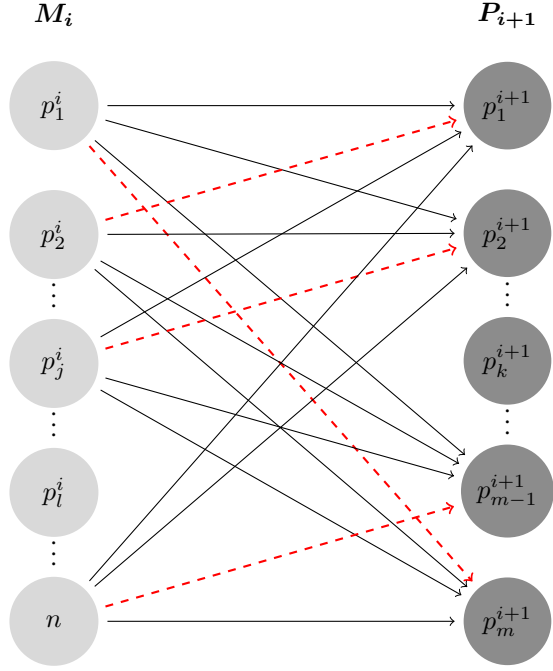 M_i P_{i+1}
p_1^i p_1^{i+1}
p_2^i p_2^{i+1}
⋮ ⋮
p_j^i p_k^{i+1}
⋮ ⋮
p_l^i p_{m-1}^{i+1}
⋮
n p_m^{i+1}